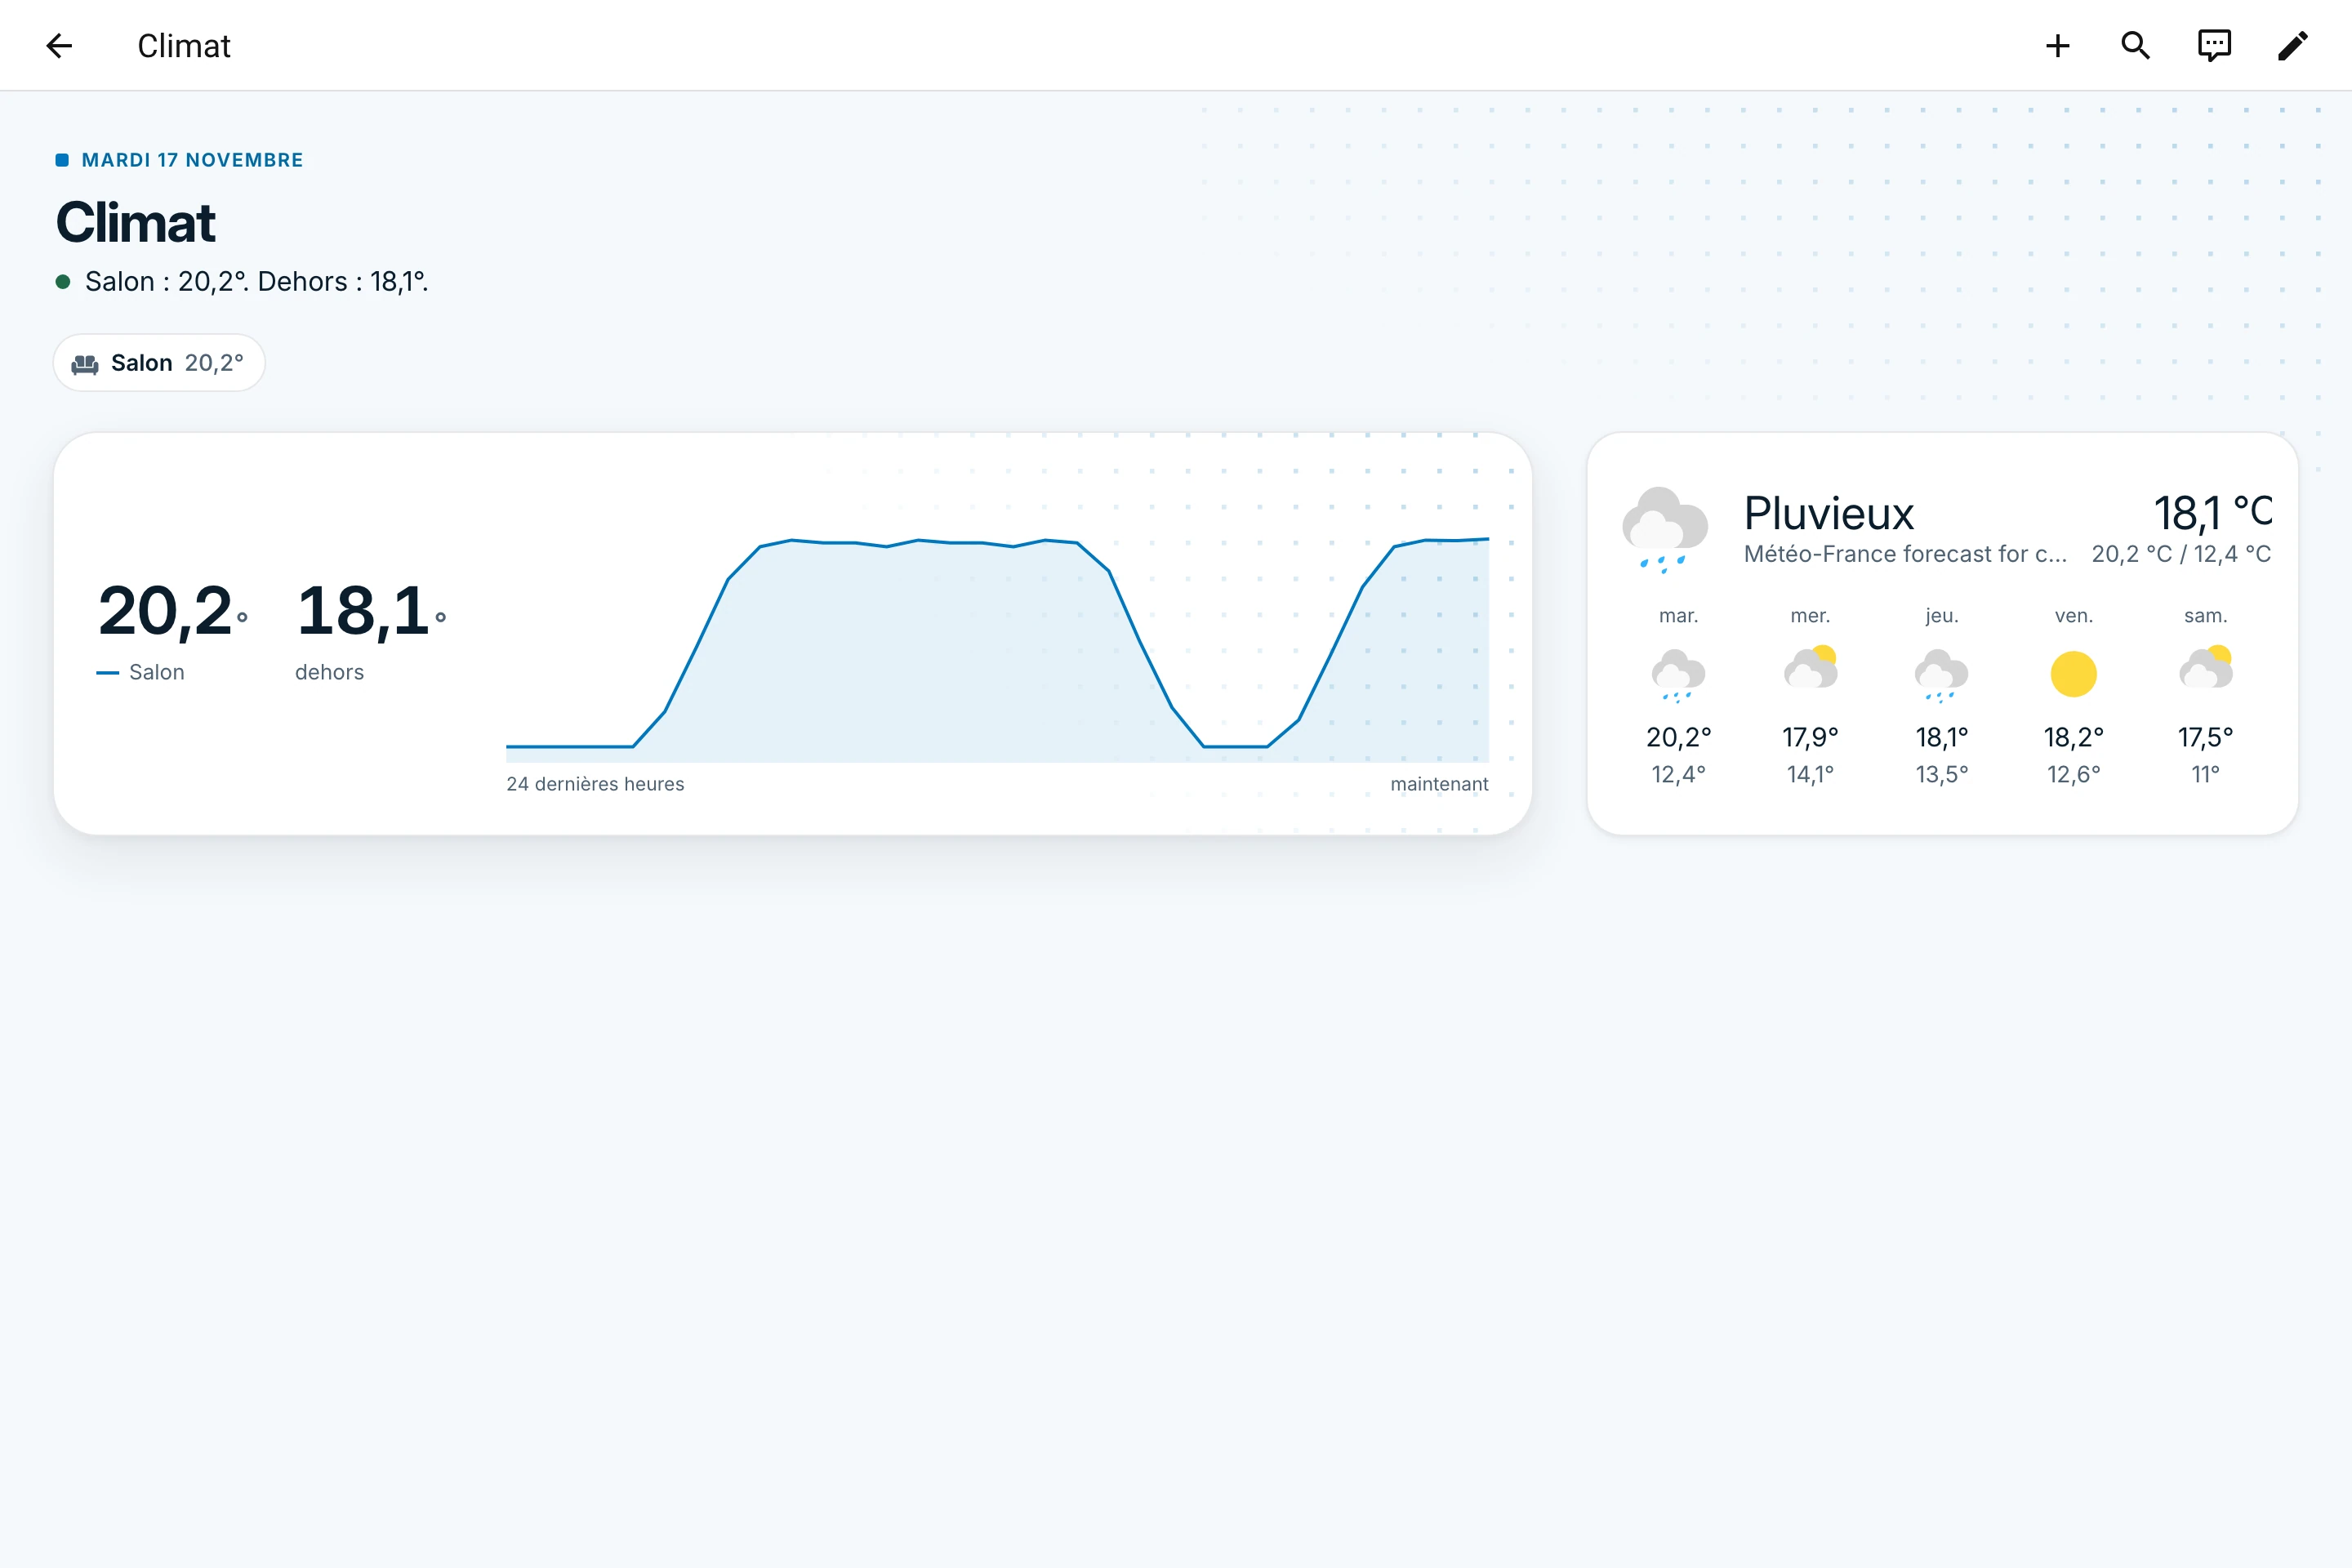 Climat
MARDI 17 NOVEMBRE
Climat
Salon : 20,2°. Dehors : 18,1°.
Salon 20,2°
20,2° 18,1°
Salon dehors
24 dernières heures maintenant
Pluvieux 18,1 °C
Météo-France forecast for c... 20,2 °C / 12,4 °C
mar. mer. jeu. ven. sam.
20,2° 17,9° 18,1° 18,2° 17,5°
12,4° 14,1° 13,5° 12,6° 11°